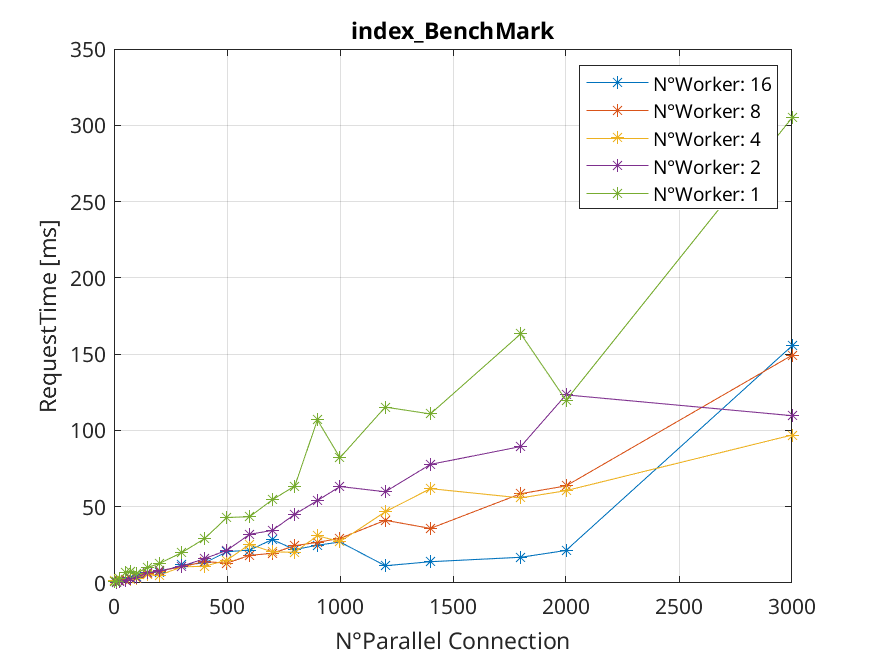 index_BenchMark
350
300
250
200
150
100
50
0
RequestTime [ms]
N°Worker: 16
N°Worker: 8
N°Worker: 4
N°Worker: 2
N°Worker: 1
0 500 1000 1500 2000 2500 3000
N°Parallel Connection